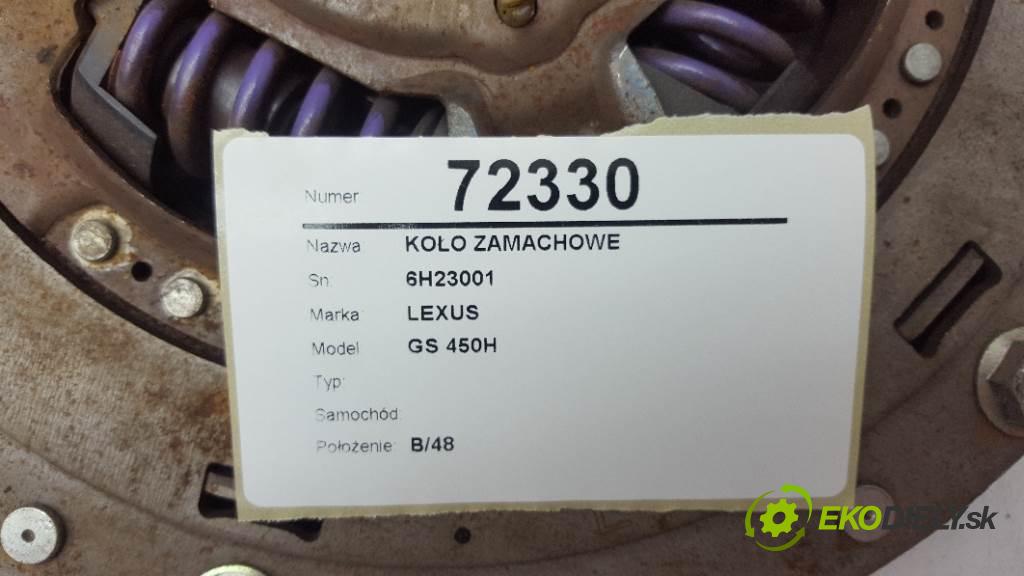 Numer 72330
Nazwa KOŁO ZAMACHOWE
Sn: 6H23001
Marka LEXUS
Model GS 450H
Typ:
Samochód:
Położenie: B/48
EKODIELY.sk